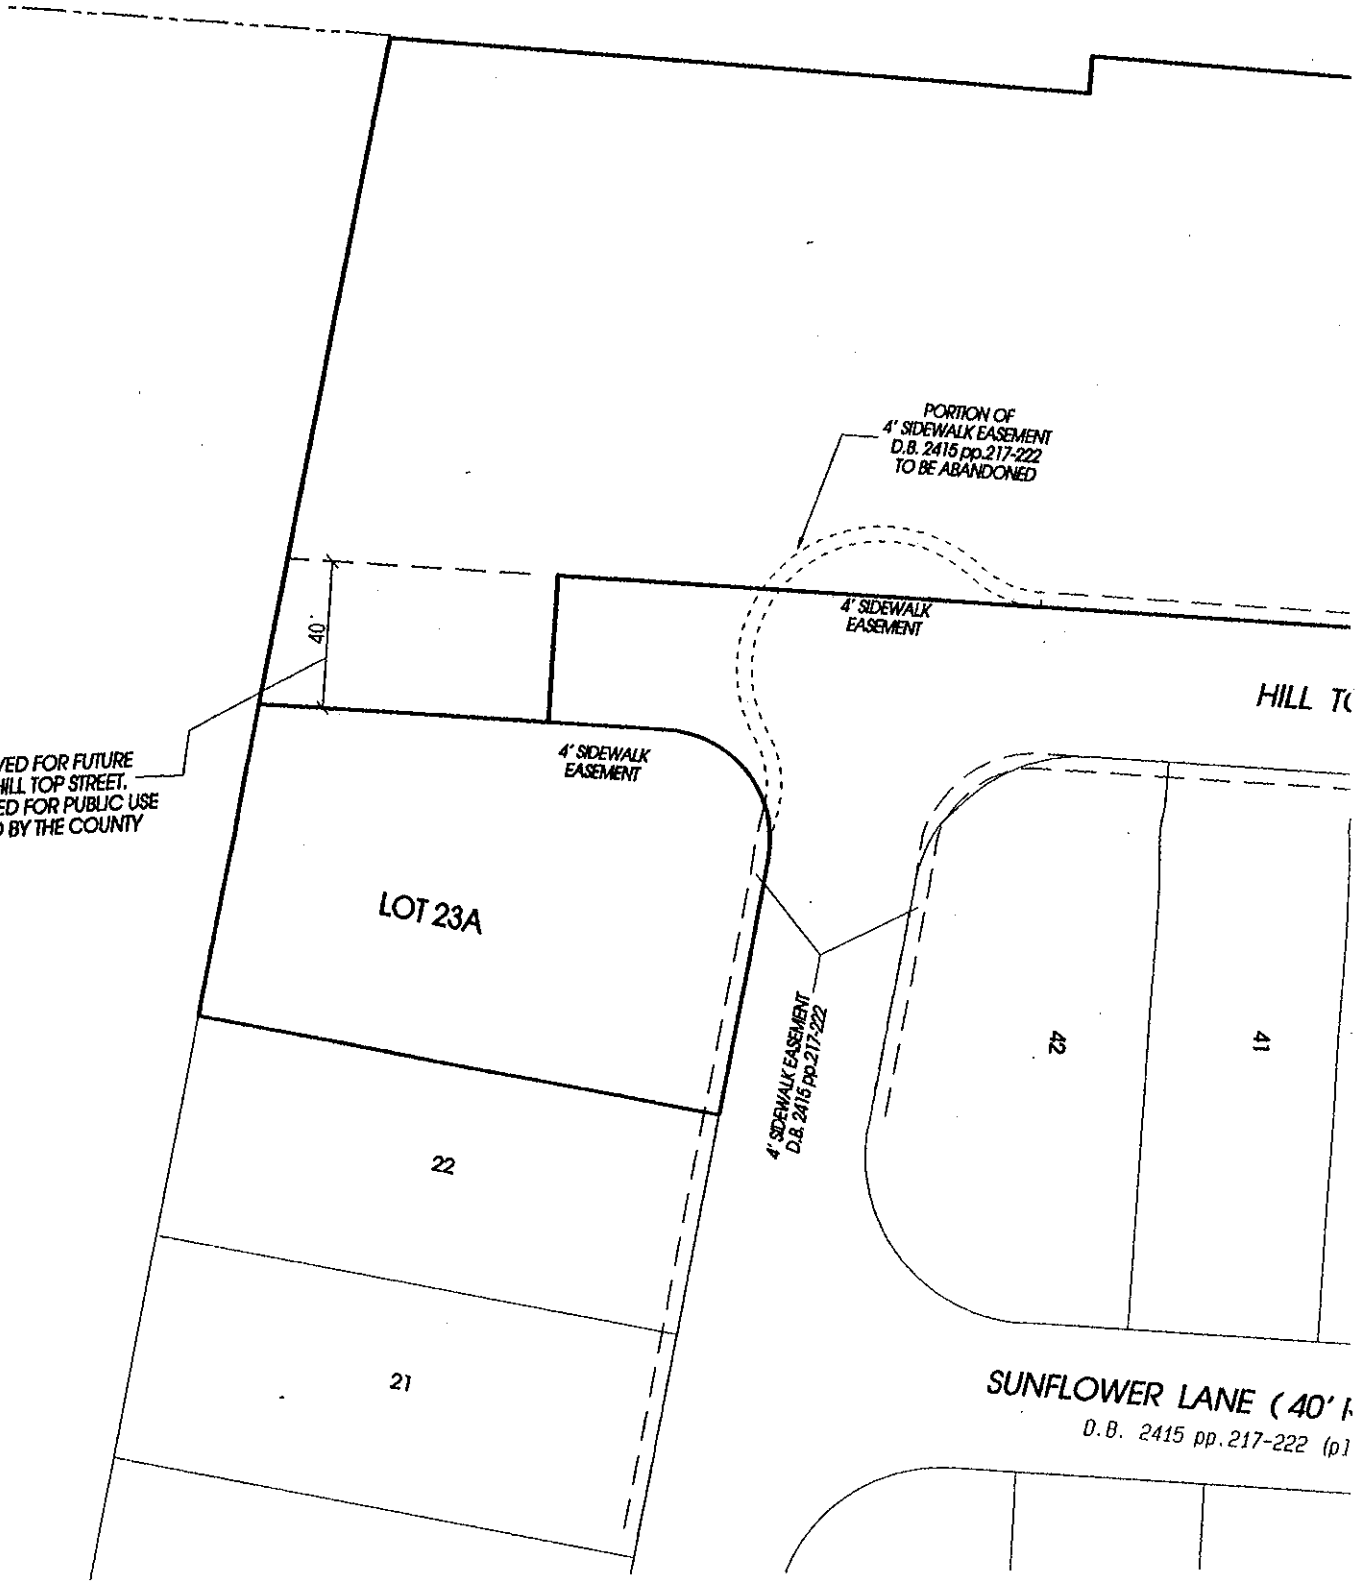 PORTION OF
4' SIDEWALK EASEMENT
D.B. 2415 pp.217-222
TO BE ABANDONED
4' SIDEWALK
EASEMENT
40'
HILL TO
VED FOR FUTURE
HILL TOP STREET,
ED FOR PUBLIC USE
BY THE COUNTY
4' SIDEWALK
EASEMENT
LOT 23A
4' SIDEWALK EASEMENT
D.B. 2415 pp.217-222
42
41
22
21
SUNFLOWER LANE ( 40'
D.B. 2415 pp.217-222 (pl